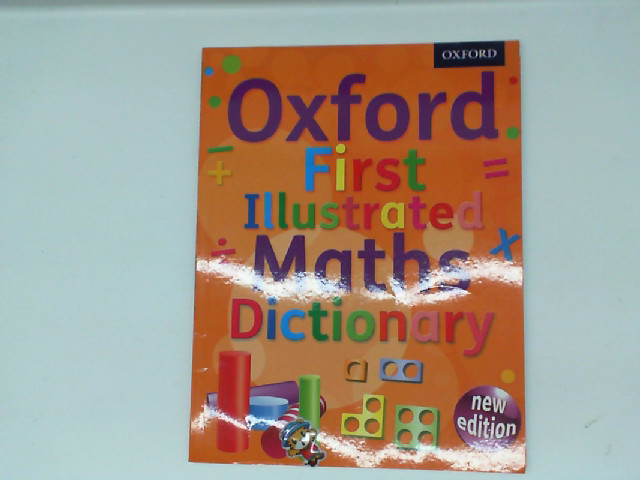 OXFORD
Oxford
First
Illustrated
Maths
Dictionary
new
edition